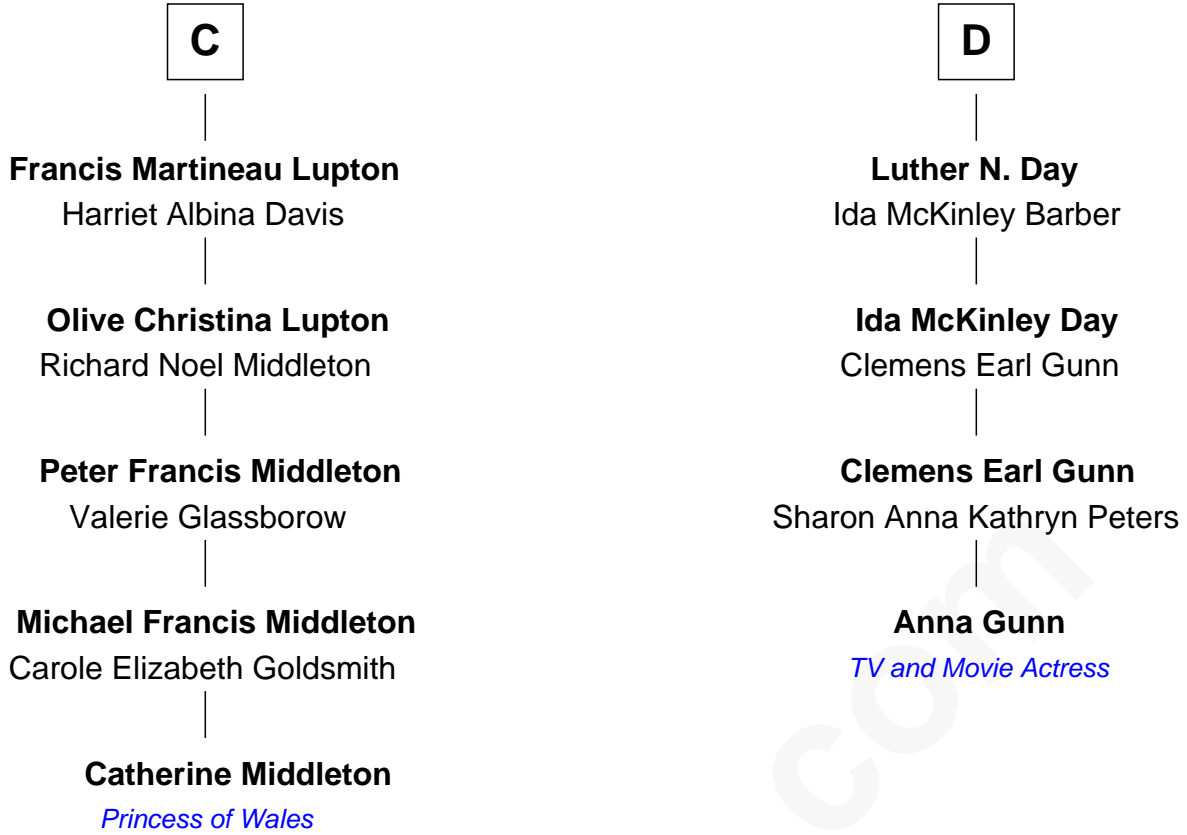 C
Francis Martineau Lupton
Harriet Albina Davis
Olive Christina Lupton
Richard Noel Middleton
Peter Francis Middleton
Valerie Glassborow
Michael Francis Middleton
Carole Elizabeth Goldsmith
Catherine Middleton
Princess of Wales
D
Luther N. Day
Ida McKinley Barber
Ida McKinley Day
Clemens Earl Gunn
Clemens Earl Gunn
Sharon Anna Kathryn Peters
Anna Gunn
TV and Movie Actress
com